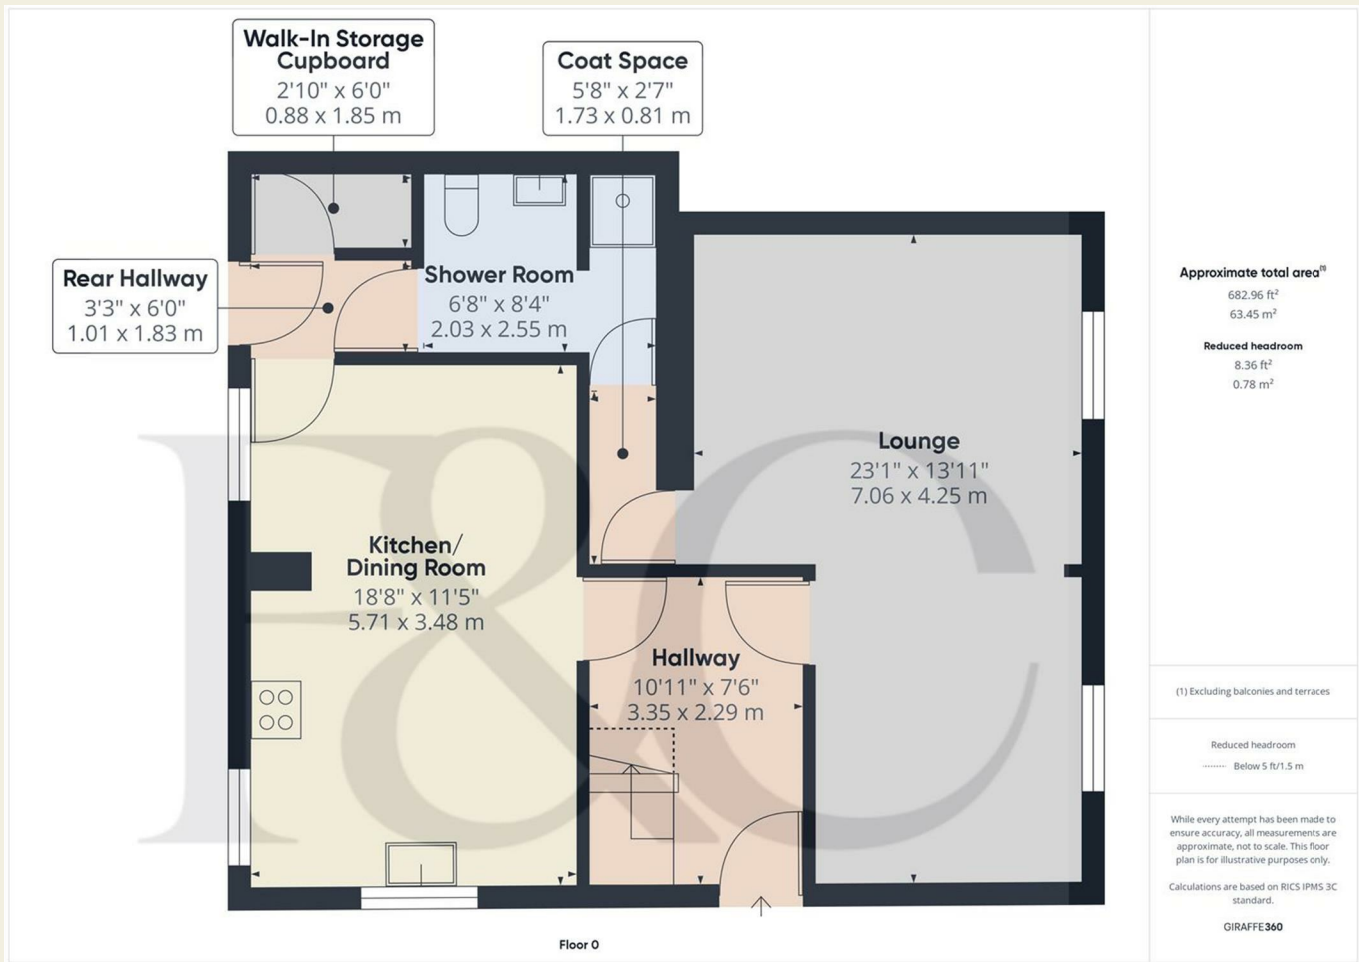 Walk-In Storage
Cupboard
2'10" x 6'0"
0.88 x 1.85 m
Coat Space
5'8" x 2'7"
1.73 x 0.81 m
Rear Hallway
3'3" x 6'0"
1.01 x 1.83 m
Shower Room
6'8" x 8'4"
2.03 x 2.55 m
Lounge
23'1" x 13'11"
7.06 x 4.25 m
Kitchen/
Dining Room
18'8" x 11'5"
5.71 x 3.48 m
Hallway
10'11" x 7'6"
3.35 x 2.29 m
F&C
Floor 0
Approximate total area(1)
682.96 ft²
63.45 m²
Reduced headroom
8.36 ft²
0.78 m²
(1) Excluding balconies and terraces
Reduced headroom
Below 5 ft/1.5 m
While every attempt has been made to
ensure accuracy, all measurements are
approximate, not to scale. This floor
plan is for illustrative purposes only.
Calculations are based on RICS IPMS 3C
standard.
GIRAFFE360